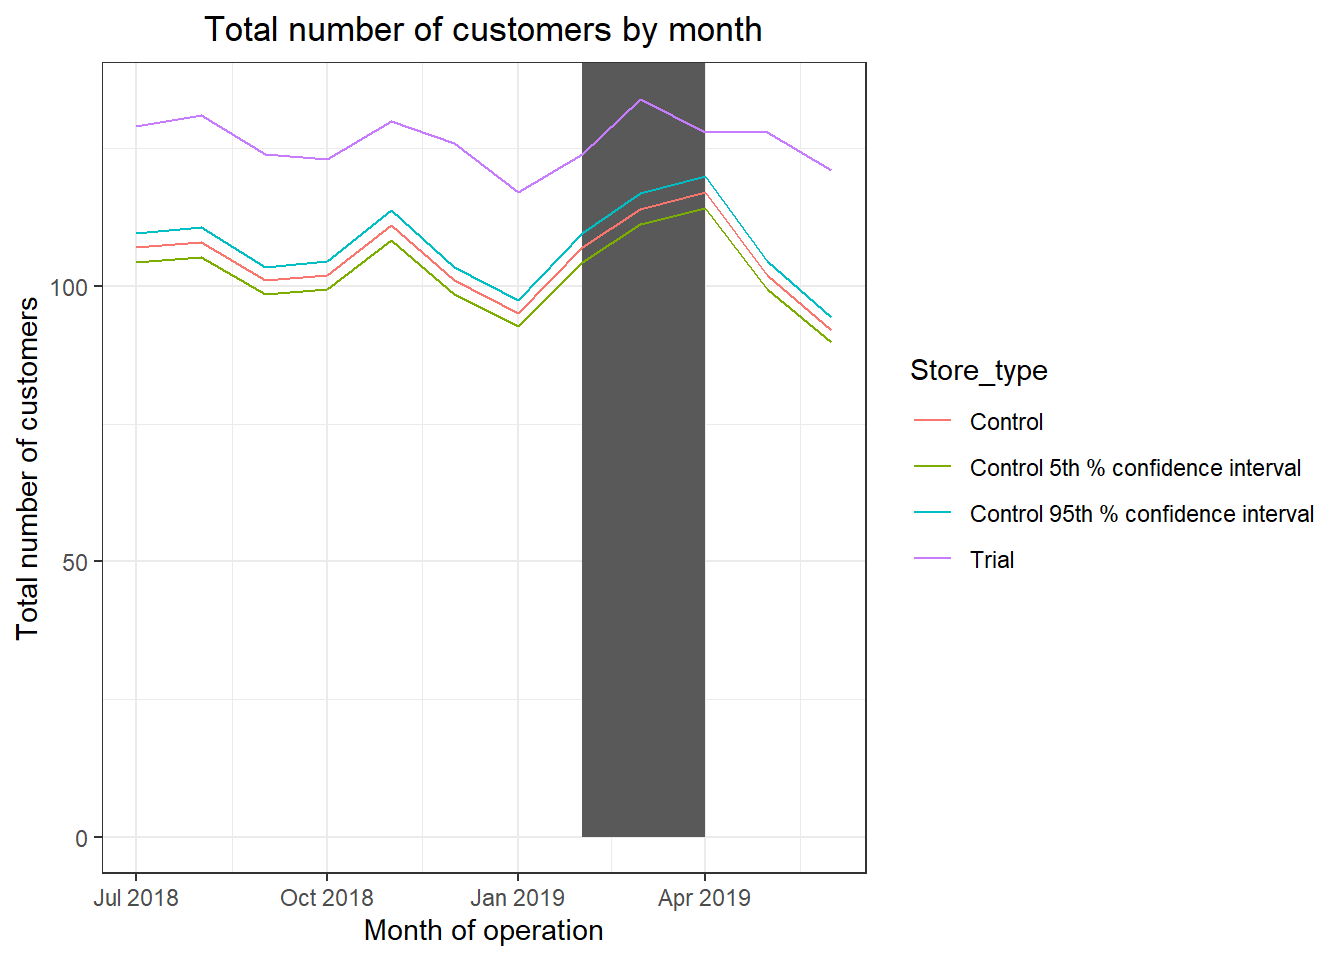 Total number of customers by month
Total number of customers
100
50
0
Jul 2018
Oct 2018
Jan 2019
Apr 2019
Month of operation
Store_type
Control
Control 5th % confidence interval
Control 95th % confidence interval
Trial